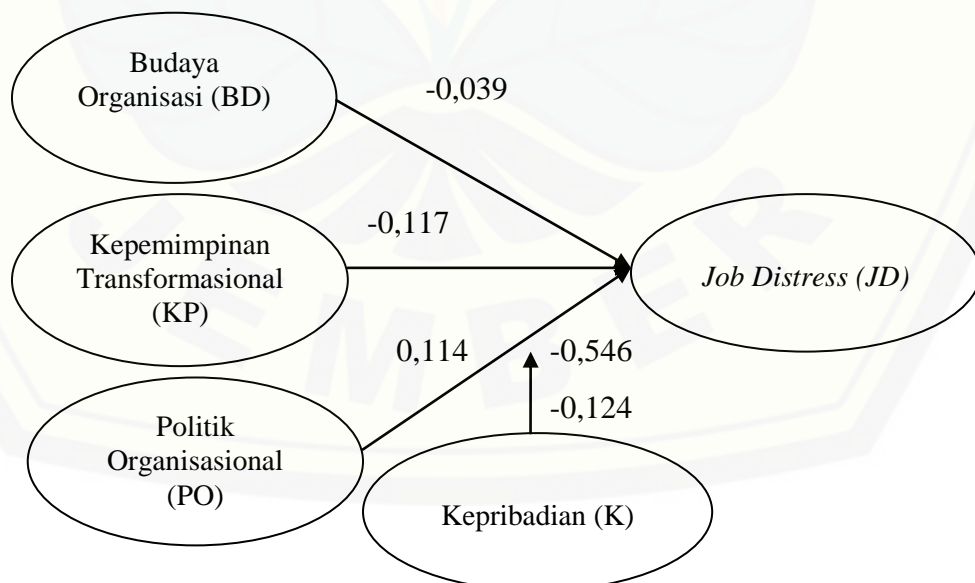 Budaya
Organisasi (BD)
-0,039
Kepemimpinan
Transformasional
(KP)
-0,117
Job Distress (JD)
0,114
-0,546
-0,124
Politik
Organisasional
(PO)
Kepribadian (K)